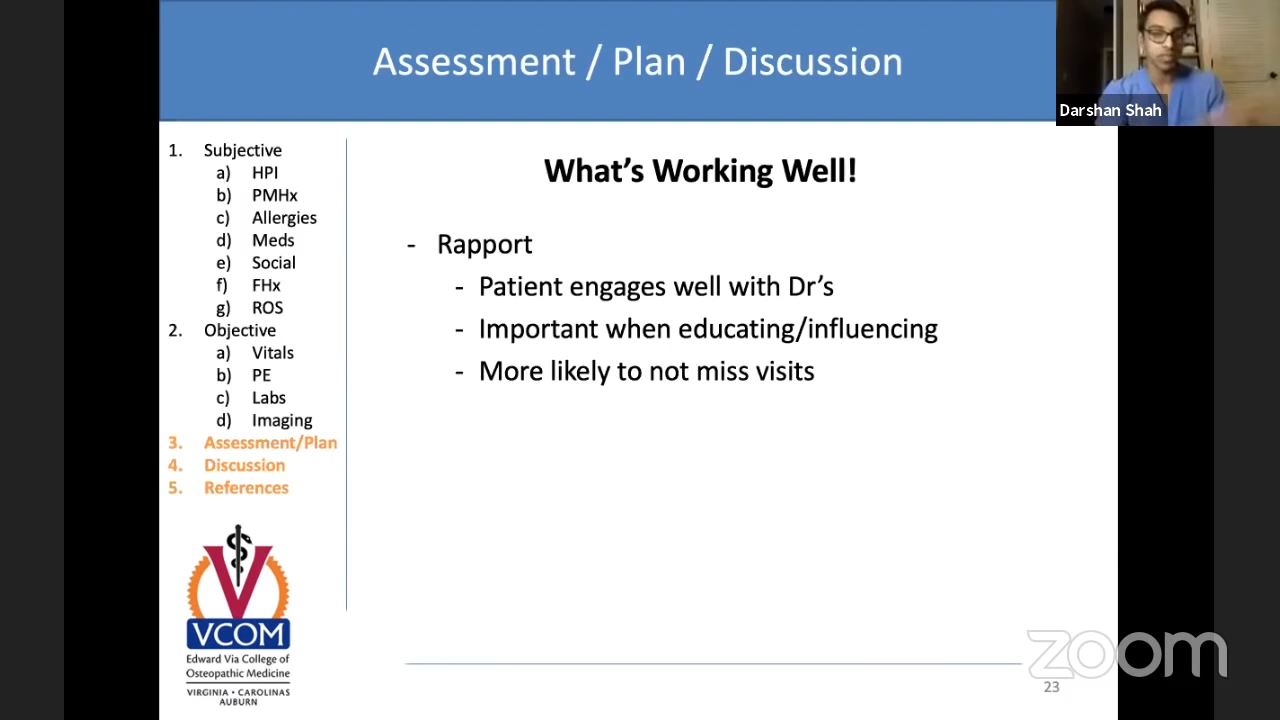 Assessment / Plan / Discussion
Darshan Shah
1. Subjective
a) HPI
b) PMHx
c) Allergies
d) Meds
e) Social
f) FHx
g) ROS
2. Objective
a) Vitals
b) PE
c) Labs
d) Imaging
3. Assessment/Plan
4. Discussion
5. References
What's Working Well!
- Rapport
- Patient engages well with Dr's
- Important when educating/influencing
- More likely to not miss visits
VCOM
Edward Via College of
Osteopathic Medicine
VIRGINIA • CAROLINAS
AUBURN
zoom
23